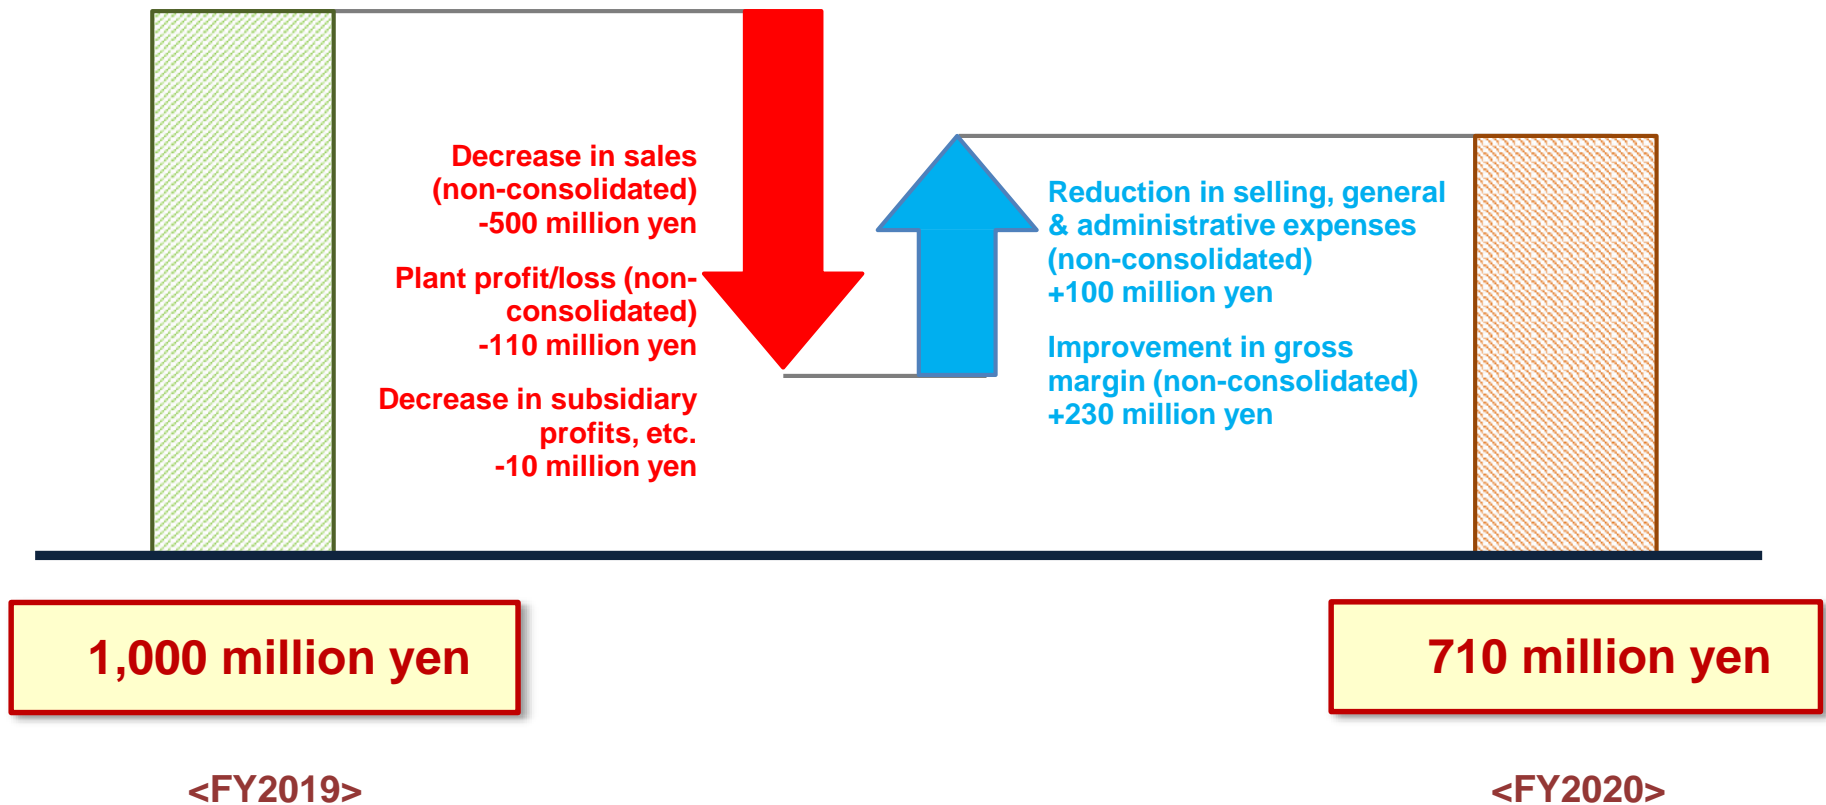 Decrease in sales
(non-consolidated)
-500 million yen
Plant profit/loss (non-
consolidated)
-110 million yen
Decrease in subsidiary
profits, etc.
-10 million yen
Reduction in selling, general
& administrative expenses
(non-consolidated)
+100 million yen
Improvement in gross
margin (non-consolidated)
+230 million yen
1,000 million yen
710 million yen
<FY2019>
<FY2020>